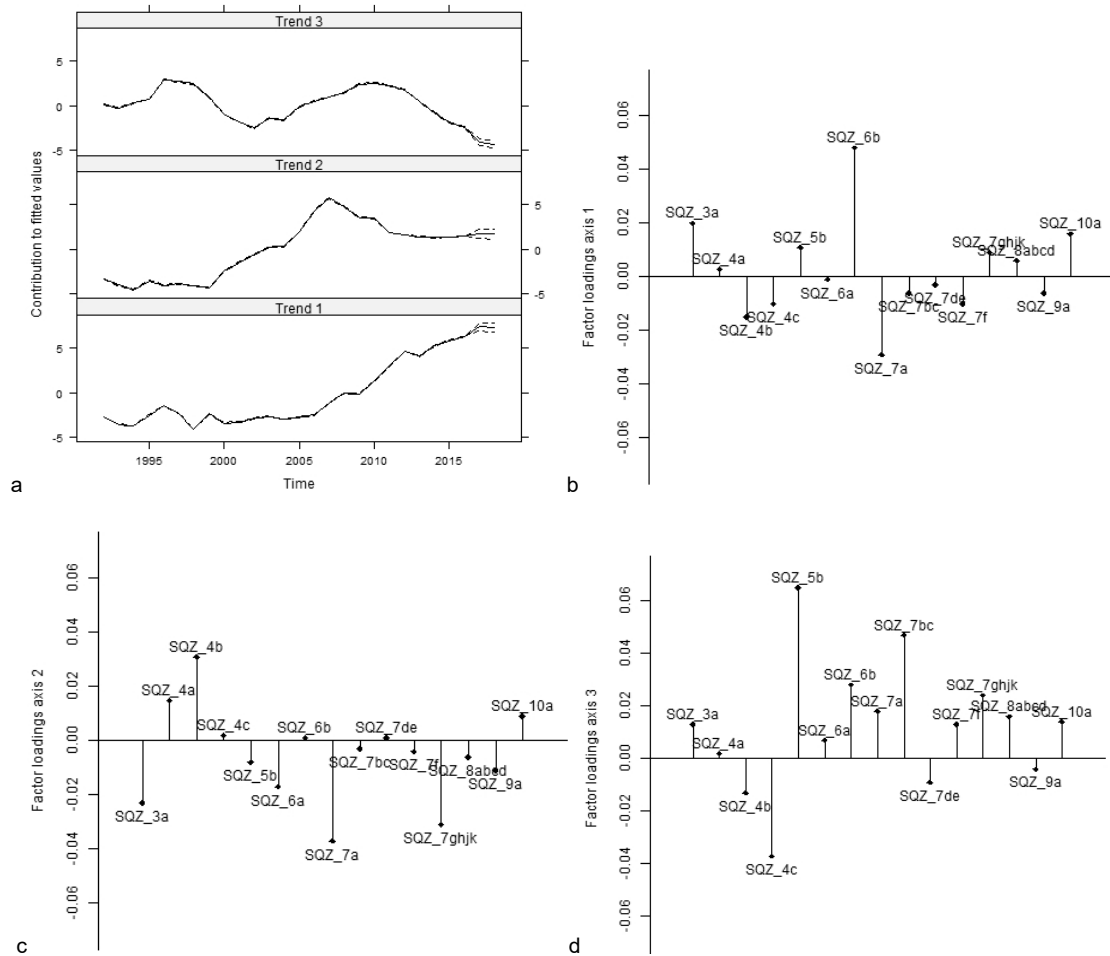 Trend 3
5
0
-5
Trend 2
5
0
-5
Trend 1
5
0
-5
1995 2000 2005 2010 2015
Time
Contribution to fitted values
a
Factor loadings axis 1
0.06
0.04
0.02
0.00
-0.02
-0.04
-0.06
SQZ_3a
SQZ_4a
SQZ_4b
SQZ_4c
SQZ_5b
SQZ_6a
SQZ_6b
SQZ_7a
SQZ_7bc
SQZ_7de
SQZ_7f
SQZ_7ghjk
SQZ_8abcd
SQZ_9a
SQZ_10a
b
Factor loadings axis 2
0.06
0.04
0.02
0.00
-0.02
-0.04
-0.06
SQZ_3a
SQZ_4a
SQZ_4b
SQZ_4c
SQZ_5b
SQZ_6a
SQZ_6b
SQZ_7a
SQZ_7bc
SQZ_7de
SQZ_7f
SQZ_7ghjk
SQZ_8abcd
SQZ_9a
SQZ_10a
c
Factor loadings axis 3
0.06
0.04
0.02
0.00
-0.02
-0.04
-0.06
SQZ_3a
SQZ_4a
SQZ_4b
SQZ_4c
SQZ_5b
SQZ_6a
SQZ_6b
SQZ_7a
SQZ_7bc
SQZ_7de
SQZ_7f
SQZ_7ghjk
SQZ_8abcd
SQZ_9a
SQZ_10a
d